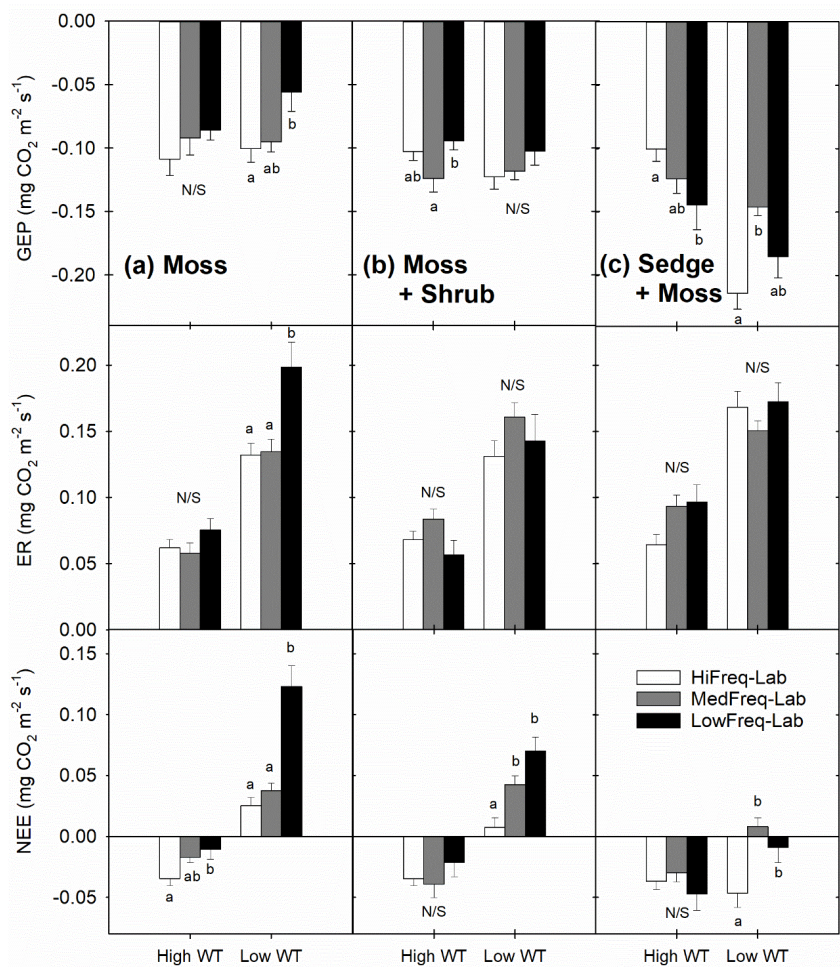 0.00
-0.05
-0.10
-0.15
-0.20
GEP (mg CO₂ m⁻² s⁻¹)
N/S
a
ab
b
(a) Moss
ab
a
b
N/S
(b) Moss
+ Shrub
a
ab
b
a
b
ab
(c) Sedge
+ Moss
0.20
0.15
0.10
0.05
0.00
ER (mg CO₂ m⁻² s⁻¹)
N/S
a
a
b
N/S
N/S
N/S
N/S
0.15
0.10
0.05
0.00
-0.05
NEE (mg CO₂ m⁻² s⁻¹)
a
ab
b
a
a
b
N/S
a
b
b
HiFreq-Lab
MedFreq-Lab
LowFreq-Lab
N/S
a
b
b
High WT Low WT High WT Low WT High WT Low WT